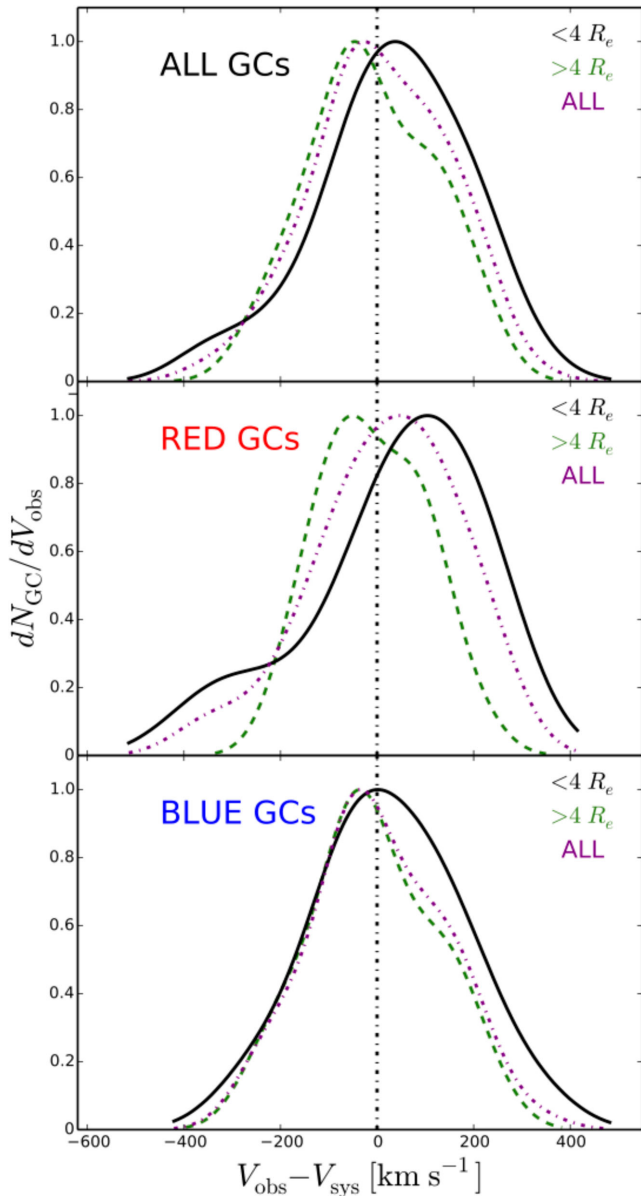 1.0
0.8
0.6
0.4
0.2
0
ALL GCs
<4 R_e
>4 R_e
ALL
1.0
0.8
0.6
0.4
0.2
0
RED GCs
<4 R_e
>4 R_e
ALL
dN_GC/dV_obs
1.0
0.8
0.6
0.4
0.2
0
BLUE GCs
<4 R_e
>4 R_e
ALL
−600 −400 −200 0 200 400
V_obs−V_sys [km s⁻¹]